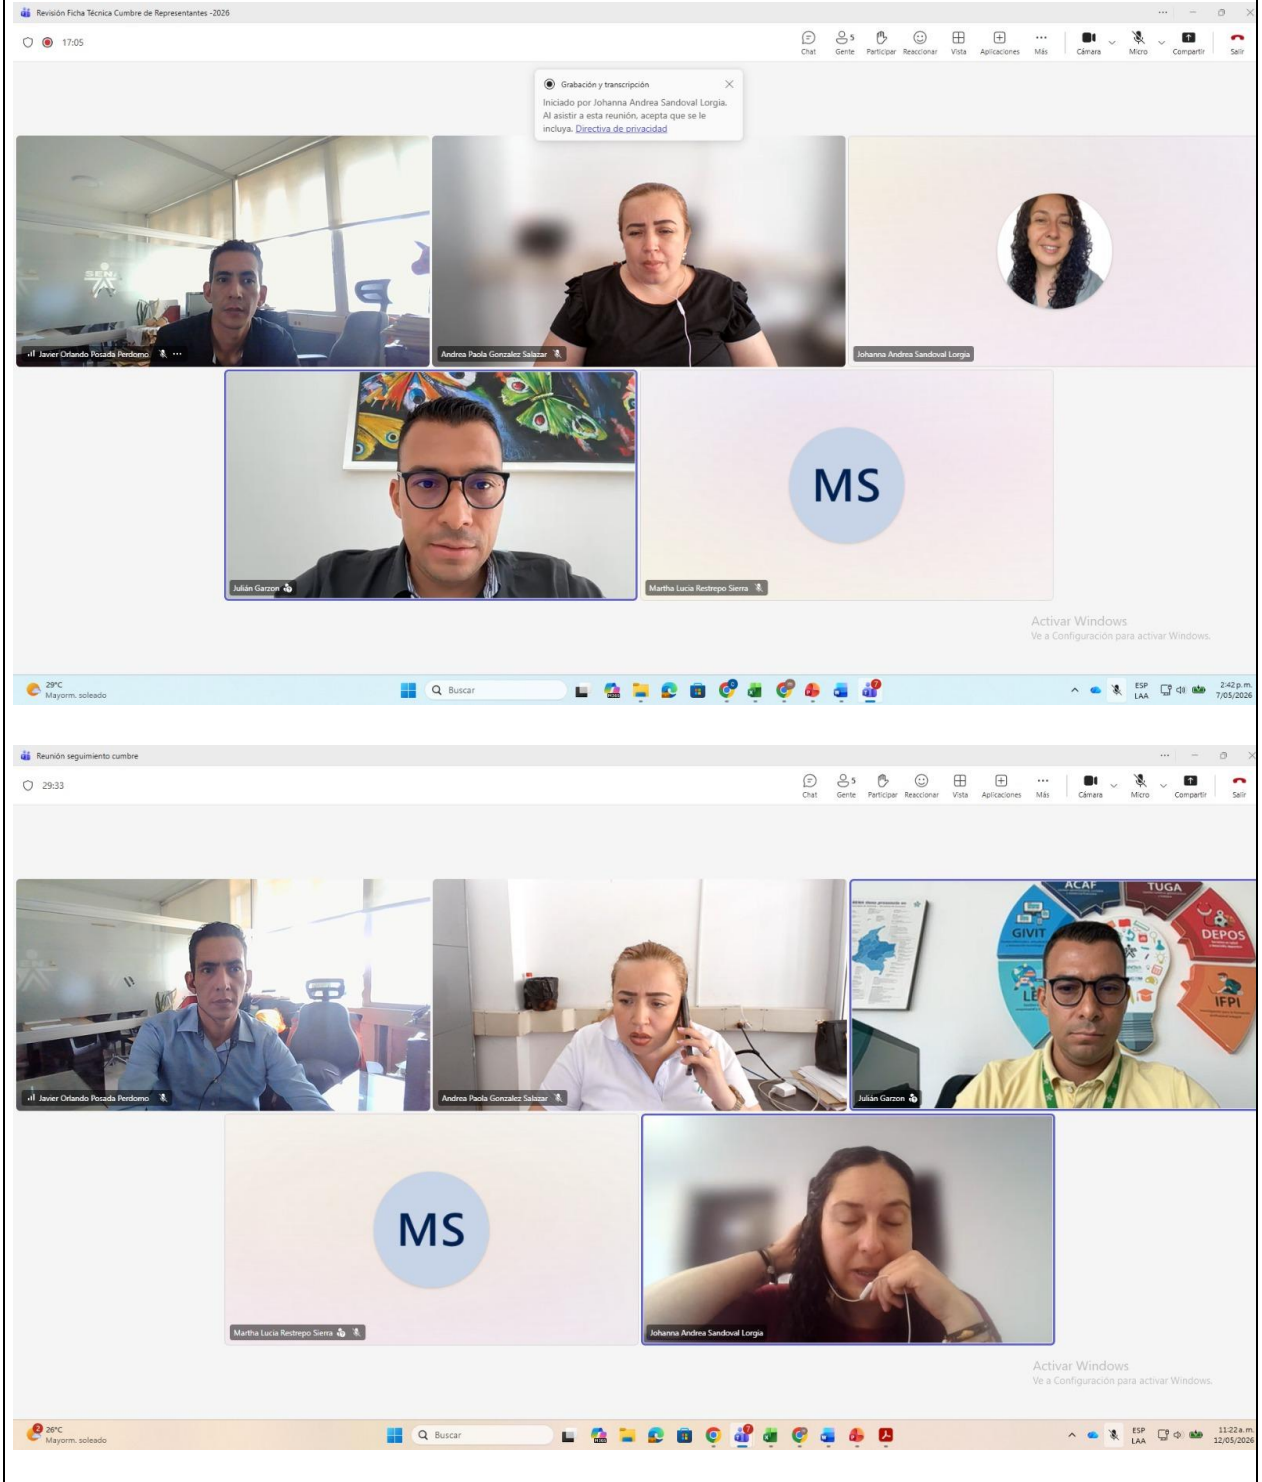 Revisión Ficha Técnica Cumbre de Representantes -2026
17:05
Chat
5
Gente
Participar
Reaccionar
Vista
Aplicaciones
Más
Cámara
Micro
Compartir
Salir
Grabación y transcripción
Iniciado por Johanna Andrea Sandoval Lorgia.
Al asistir a esta reunión, acepta que se le
incluya. Directiva de privacidad
SENA
Javier Orlando Posada Perdomo
Andrea Paola Gonzalez Salazar
Johanna Andrea Sandoval Lorgia
MS
Julián Garzon
Martha Lucia Restrepo Sierra
Activar Windows
Ve a Configuración para activar Windows.
29°C
Mayorm. soleado
Buscar
7
ESP
LAA
2:42 p. m.
7/05/2026
Reunión seguimiento cumbre
29:33
Chat
5
Gente
Participar
Reaccionar
Vista
Aplicaciones
Más
Cámara
Micro
Compartir
Salir
ACAF
TUGA
GIVIT
DEPOS
IFPI
Javier Orlando Posada Perdomo
Andrea Paola Gonzalez Salazar
Julián Garzon
MS
Martha Lucia Restrepo Sierra
Johanna Andrea Sandoval Lorgia
Activar Windows
Ve a Configuración para activar Windows.
2
26°C
Mayorm. soleado
Buscar
7
ESP
LAA
11:22 a. m.
12/05/2026